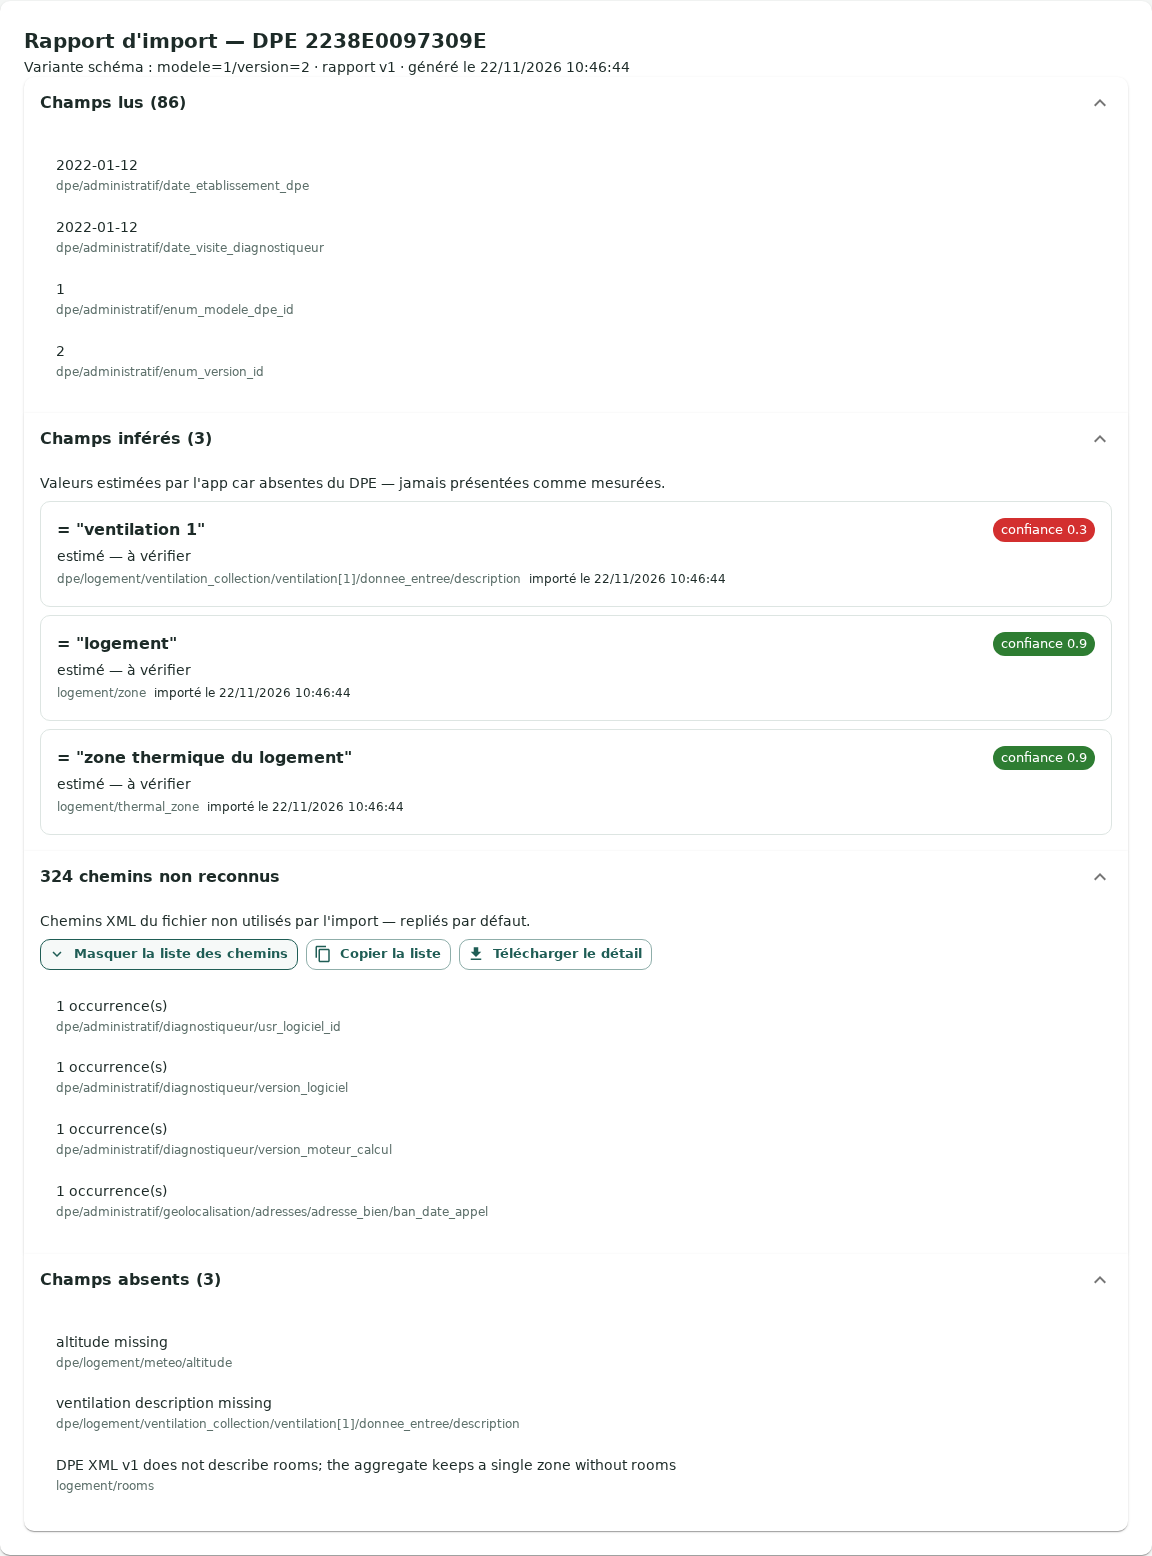 Rapport d'import — DPE 2238E0097309E
Variante schéma : modele=1/version=2 · rapport v1 · généré le 22/11/2026 10:46:44
Champs lus (86)
2022-01-12
dpe/administratif/date_etablissement_dpe
2022-01-12
dpe/administratif/date_visite_diagnostiqueur
1
dpe/administratif/enum_modele_dpe_id
2
dpe/administratif/enum_version_id
Champs inférés (3)
Valeurs estimées par l'app car absentes du DPE — jamais présentées comme mesurées.
= "ventilation 1"
confiance 0.3
estimé — à vérifier
dpe/logement/ventilation_collection/ventilation[1]/donnee_entree/description importé le 22/11/2026 10:46:44
= "logement"
confiance 0.9
estimé — à vérifier
logement/zone importé le 22/11/2026 10:46:44
= "zone thermique du logement"
confiance 0.9
estimé — à vérifier
logement/thermal_zone importé le 22/11/2026 10:46:44
324 chemins non reconnus
Chemins XML du fichier non utilisés par l'import — repliés par défaut.
Masquer la liste des chemins Copier la liste Télécharger le détail
1 occurrence(s)
dpe/administratif/diagnostiqueur/usr_logiciel_id
1 occurrence(s)
dpe/administratif/diagnostiqueur/version_logiciel
1 occurrence(s)
dpe/administratif/diagnostiqueur/version_moteur_calcul
1 occurrence(s)
dpe/administratif/geolocalisation/adresses/adresse_bien/ban_date_appel
Champs absents (3)
altitude missing
dpe/logement/meteo/altitude
ventilation description missing
dpe/logement/ventilation_collection/ventilation[1]/donnee_entree/description
DPE XML v1 does not describe rooms; the aggregate keeps a single zone without rooms
logement/rooms